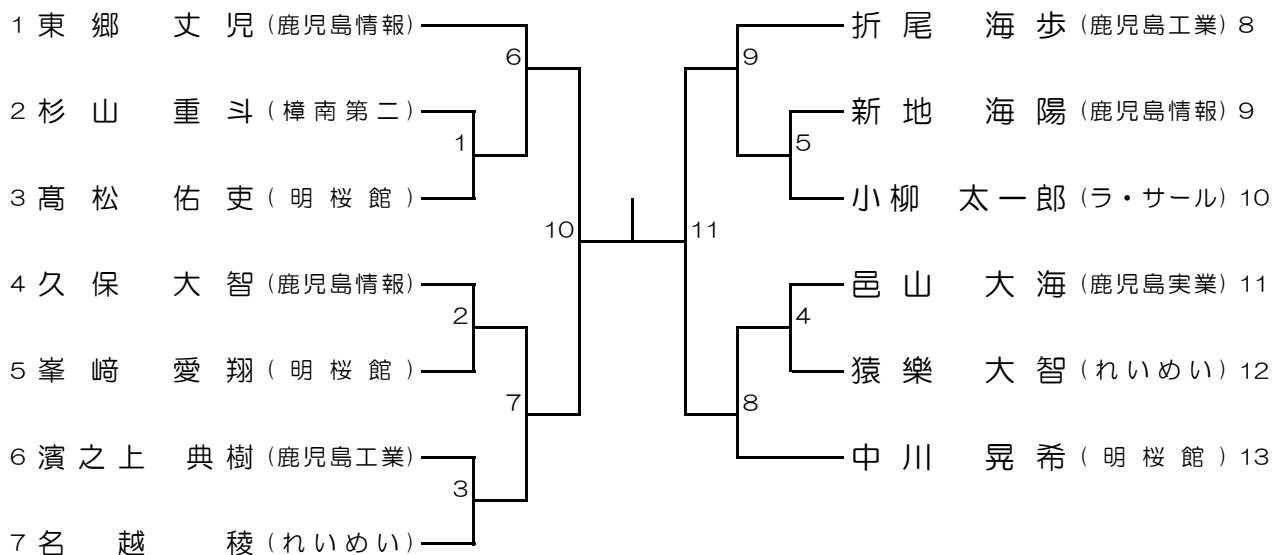 1 東郷 丈児 (鹿児島情報)
2 杉山 重斗 (樟南第二)
3 髙松 佑吏 (明桜館)
4 久保 大智 (鹿児島情報)
5 峯﨑 愛翔 (明桜館)
6 濱之上 典樹 (鹿児島工業)
7 名越 稜 (れいめい)
6
1
10
2
7
3
折尾 海歩 (鹿児島工業) 8
新地 海陽 (鹿児島情報) 9
小柳 太一郎 (ラ・サール) 10
邑山 大海 (鹿児島実業) 11
猿樂 大智 (れいめい) 12
中川 晃希 (明桜館) 13
9
5
11
4
8